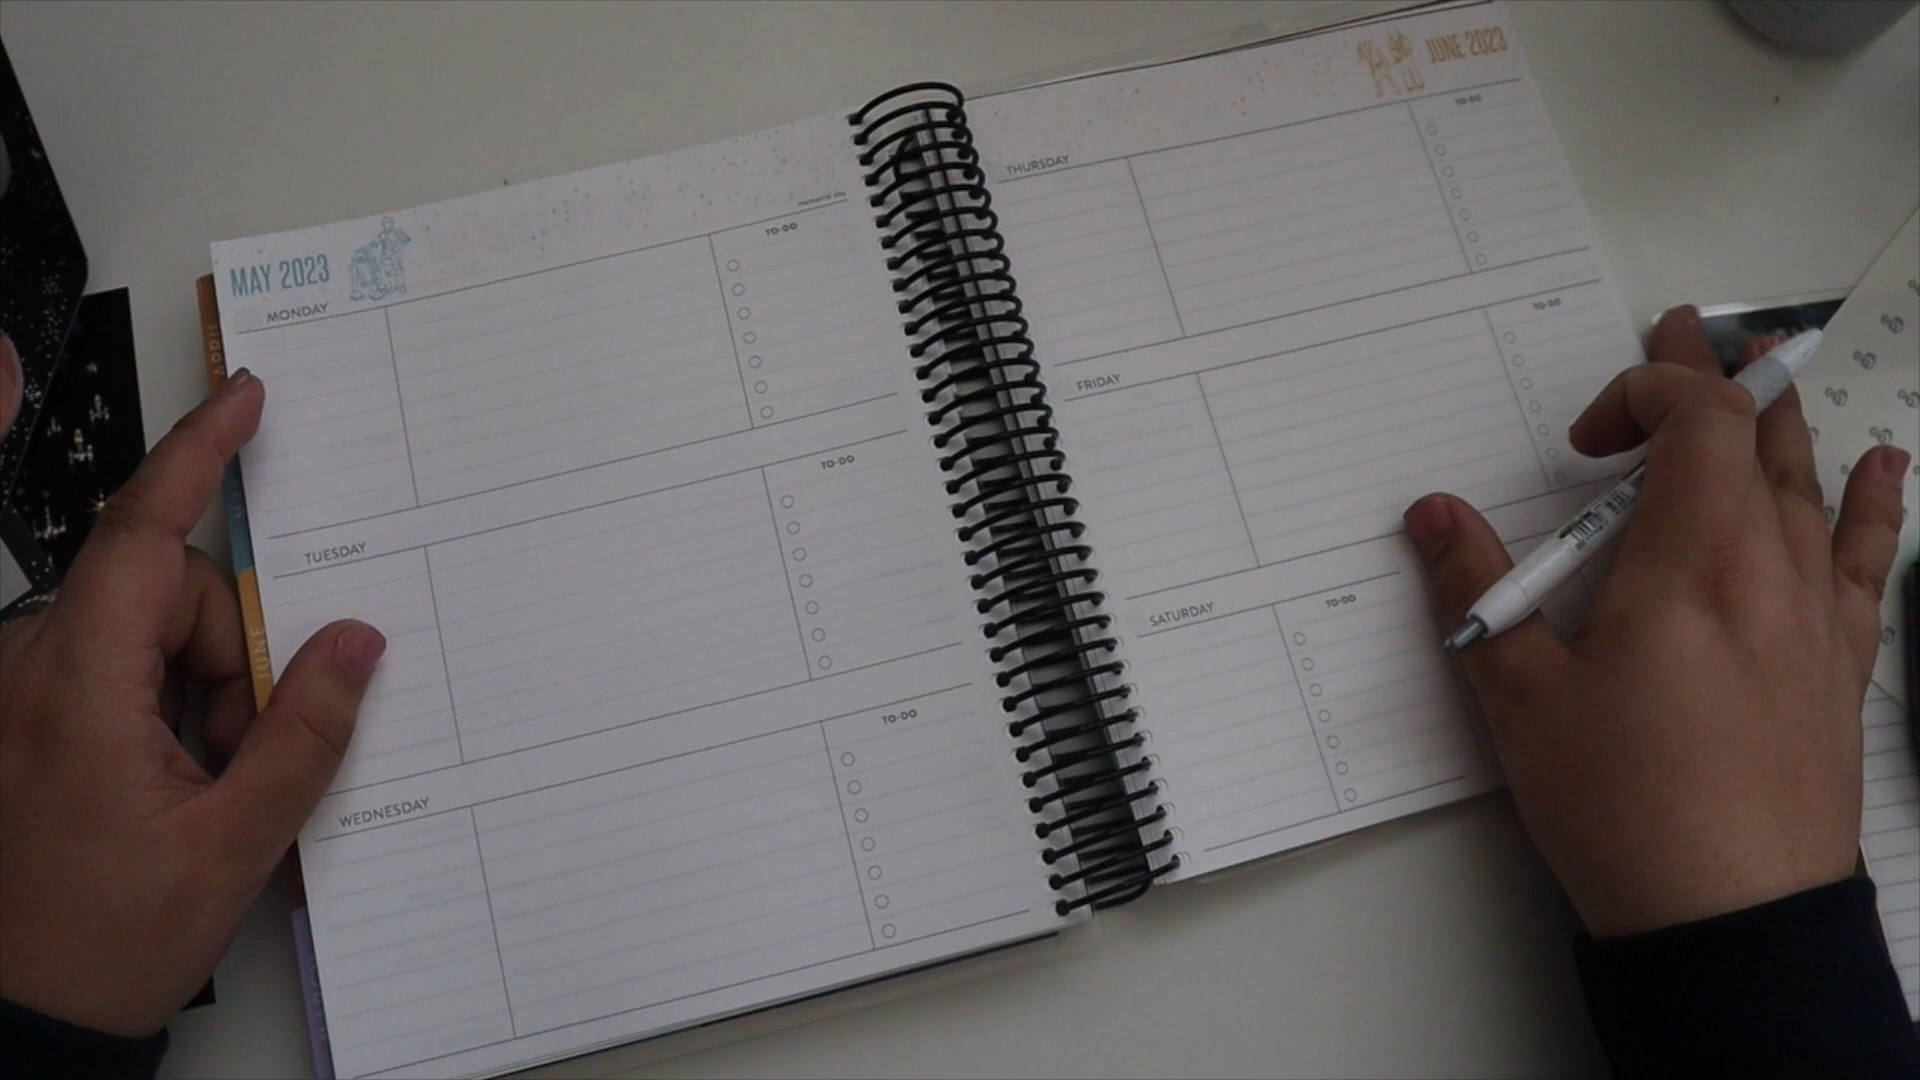 MAY 2023
memorial day
MONDAY
TO-DO
TUESDAY
TO-DO
WEDNESDAY
TO-DO
JUNE 2023
TO-DO
THURSDAY
TO-DO
FRIDAY
TO-DO
SATURDAY
APRIL
JUNE